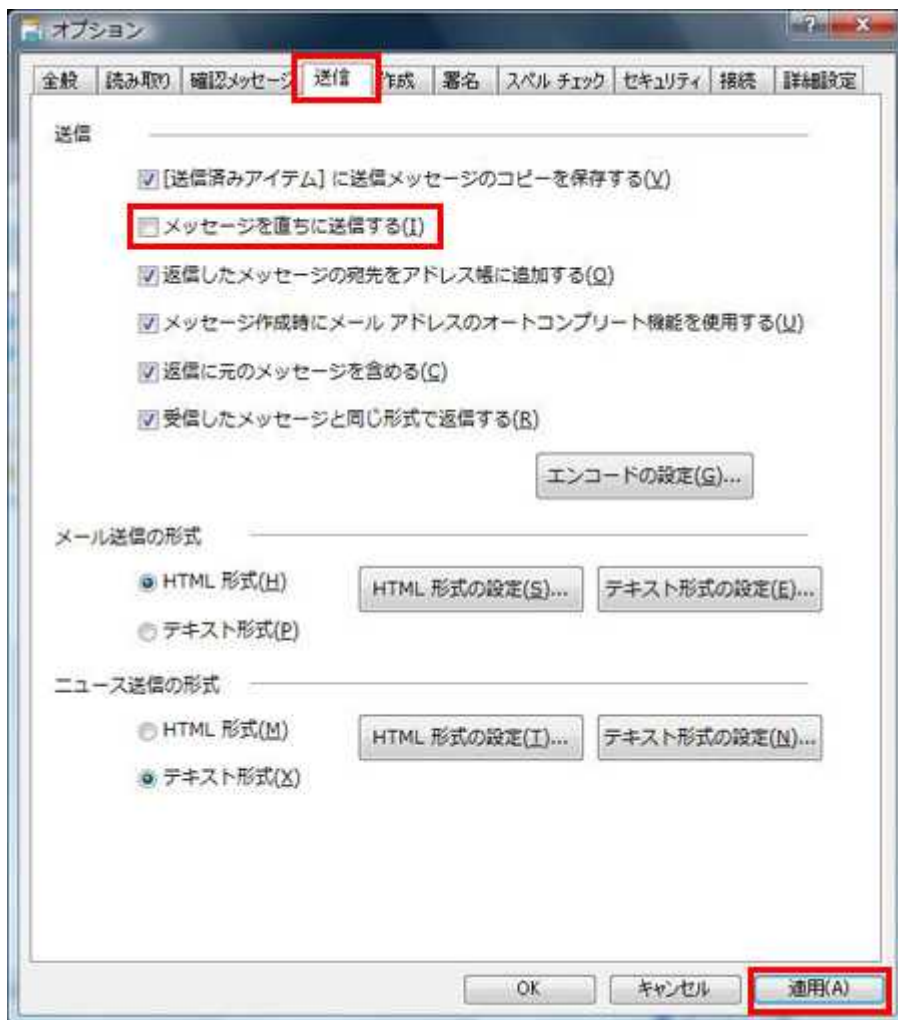 オプション
全般 読み取り 確認メッセージ 送信 作成 署名 スペル チェック セキュリティ 接続 詳細設定
送信
[送信済みアイテム] に送信メッセージのコピーを保存する(V)
メッセージを直ちに送信する(I)
返信したメッセージの宛先をアドレス帳に追加する(O)
メッセージ作成時にメール アドレスのオートコンプリート機能を使用する(U)
返信に元のメッセージを含める(C)
受信したメッセージと同じ形式で返信する(R)
エンコードの設定(G)...
メール送信の形式
HTML 形式(H) HTML 形式の設定(S)... テキスト形式の設定(E)...
テキスト形式(P)
ニュース送信の形式
HTML 形式(M) HTML 形式の設定(T)... テキスト形式の設定(N)...
テキスト形式(X)
OK キャンセル 適用(A)